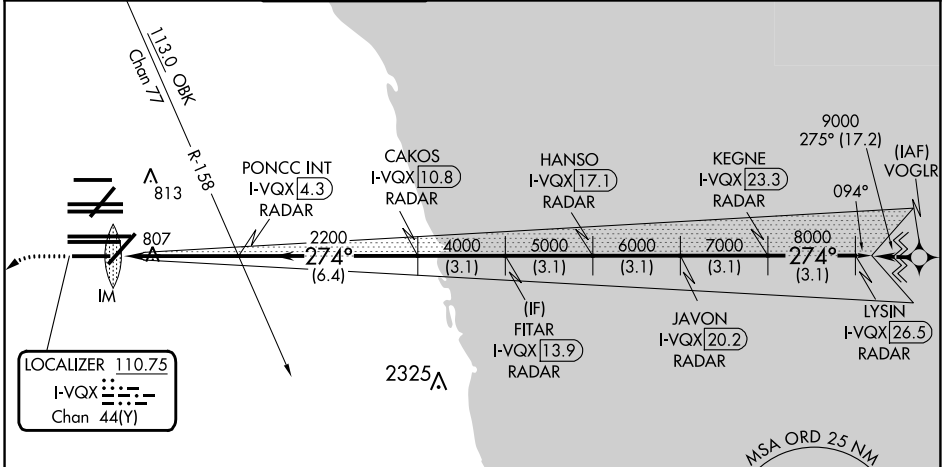 113.0 OBK
Chan 77
R-158
813
807
IM
PONCC INT
I-VQX 4.3
RADAR
CAKOS
I-VQX 10.8
RADAR
HANSO
I-VQX 17.1
RADAR
KEGNE
I-VQX 23.3
RADAR
9000
275° (17.2)
(IAF)
VOGLR
094°
2200
274°
(6.4)
4000
(3.1)
5000
(3.1)
6000
(3.1)
7000
(3.1)
8000
274°
(3.1)
(IF)
FITAR
I-VQX 13.9
RADAR
JAVON
I-VQX 20.2
RADAR
LYSIN
I-VQX 26.5
RADAR
LOCALIZER 110.75
I-VQX
Chan 44(Y)
2325
MSA ORD 25 NM